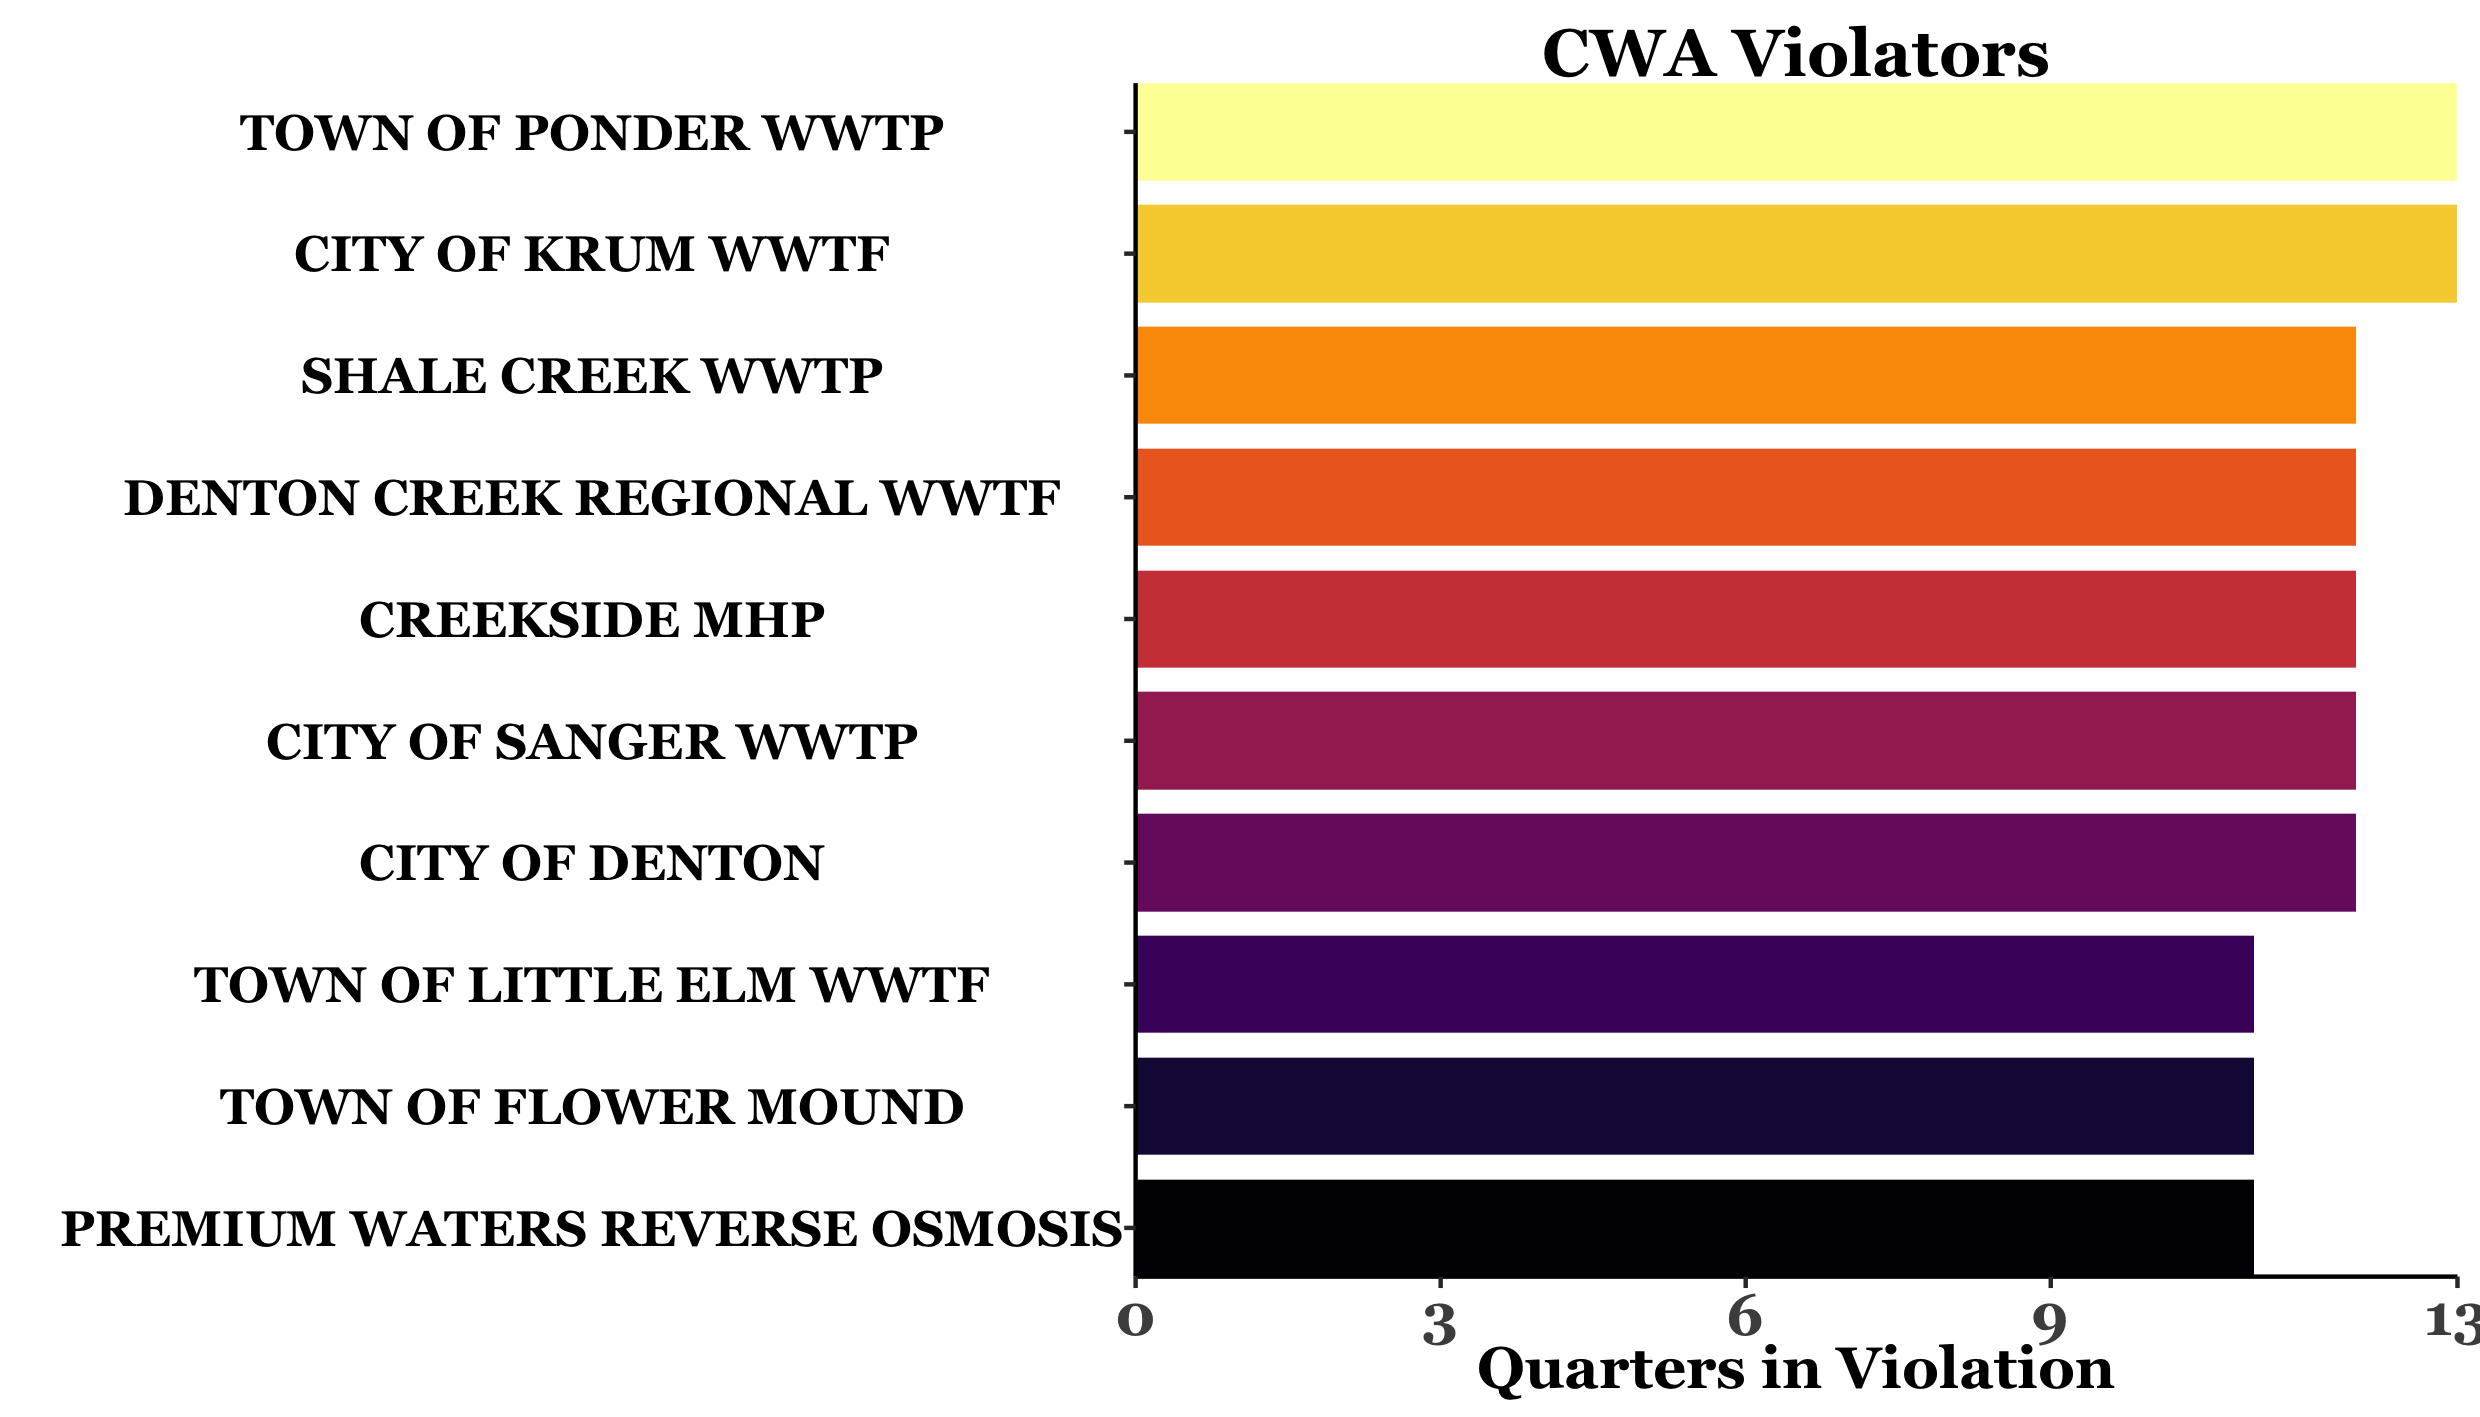 CWA Violators
TOWN OF PONDER WWTP
CITY OF KRUM WWTF
SHALE CREEK WWTP
DENTON CREEK REGIONAL WWTF
CREEKSIDE MHP
CITY OF SANGER WWTP
CITY OF DENTON
TOWN OF LITTLE ELM WWTF
TOWN OF FLOWER MOUND
PREMIUM WATERS REVERSE OSMOSIS
0 3 6 9 13
Quarters in Violation